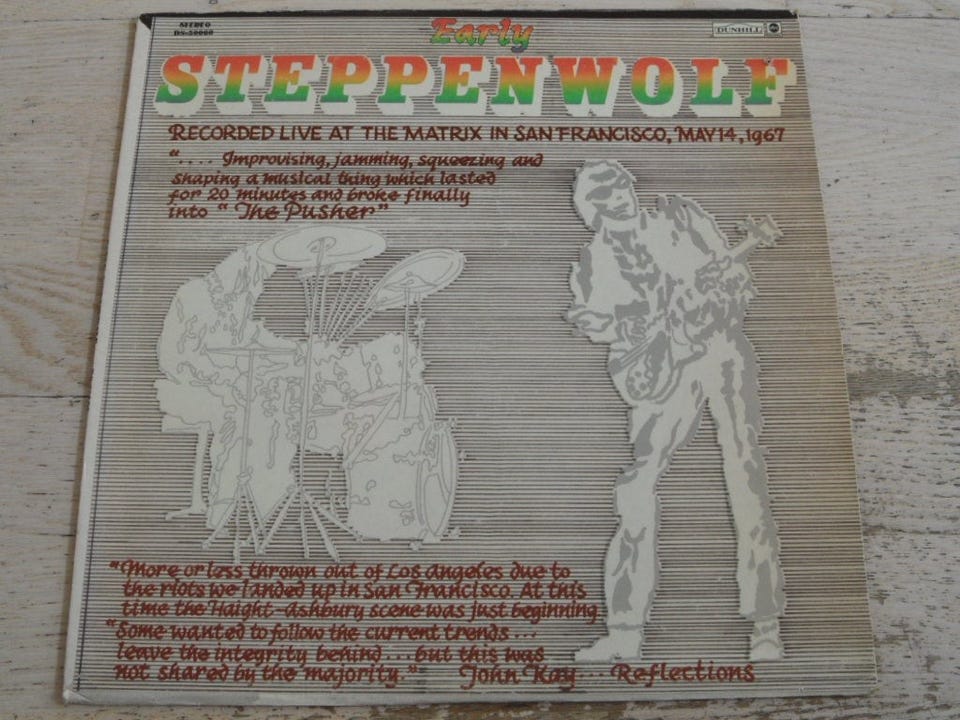 STEREO
DS-50060
Early
DUNHILL abc
STEPPENWOLF
RECORDED LIVE AT THE MATRIX IN SAN FRANCISCO, MAY 14, 1967
".... Improvising, jamming, squeezing and
shaping a musical thing which lasted
for 20 minutes and broke finally
into "The Pusher"
"More or less thrown out of Los angeles due to
the riots we landed up in San Francisco. At this
time the Haight-ashbury scene was just beginning
"Some wanted to follow the current trends...
leave the integrity behind....but this was
not shared by the majority." John Kay... Reflections